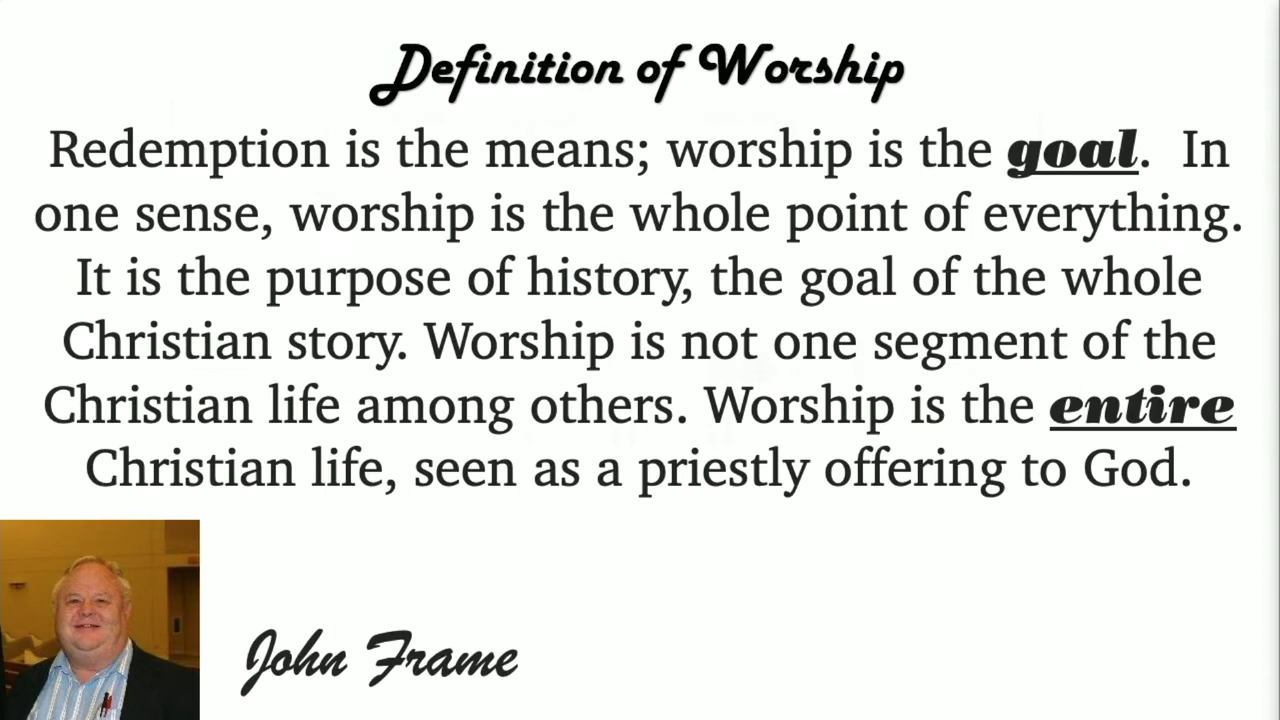 Definition of Worship
Redemption is the means; worship is the goal. In
one sense, worship is the whole point of everything.
It is the purpose of history, the goal of the whole
Christian story. Worship is not one segment of the
Christian life among others. Worship is the entire
Christian life, seen as a priestly offering to God.
John Frame